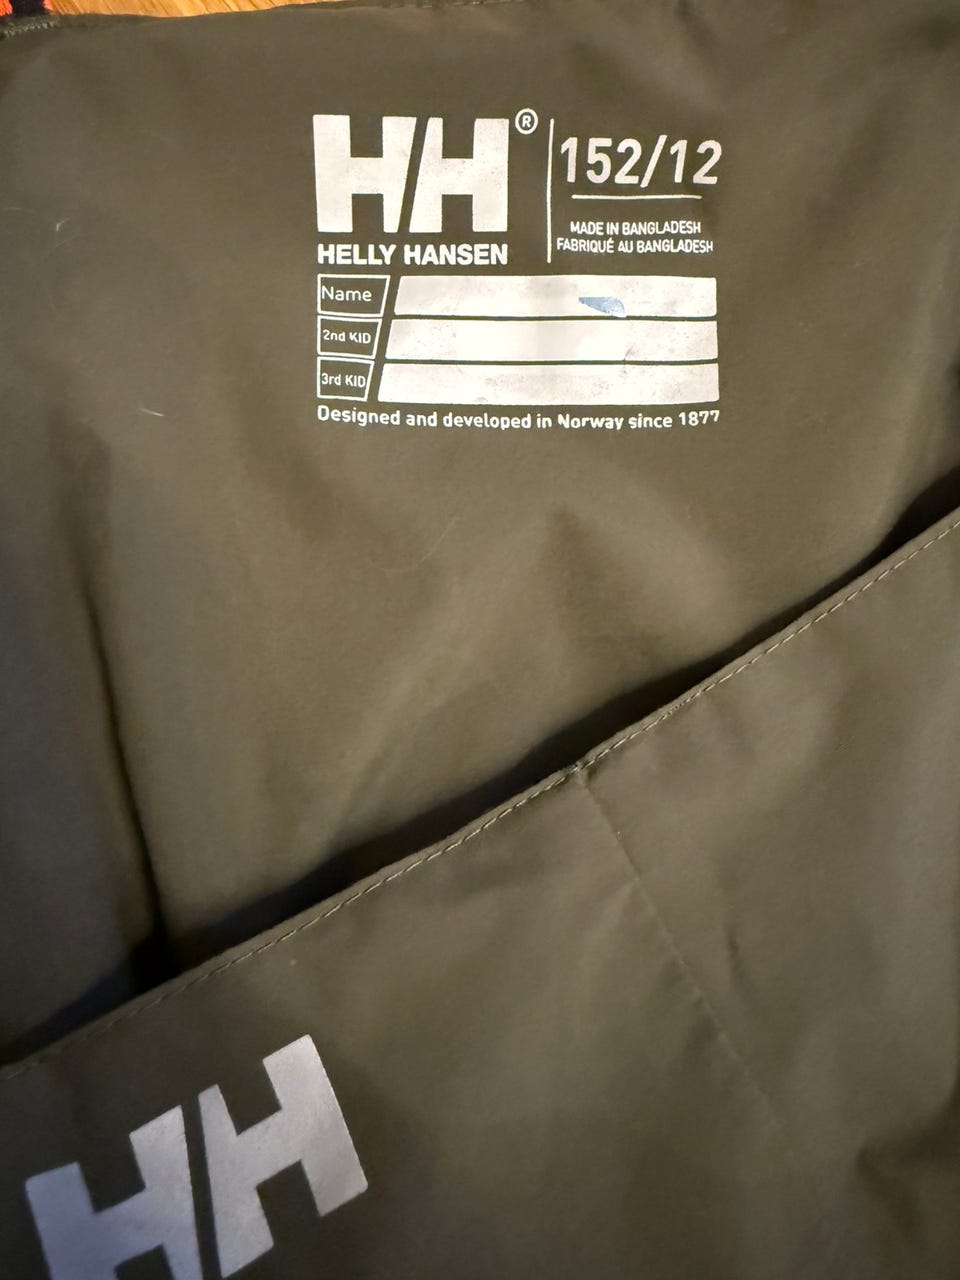 HH®
152/12
MADE IN BANGLADESH
FABRIQUÉ AU BANGLADESH
HELLY HANSEN
Name
2nd KID
3rd KID
Designed and developed in Norway since 1877
HH